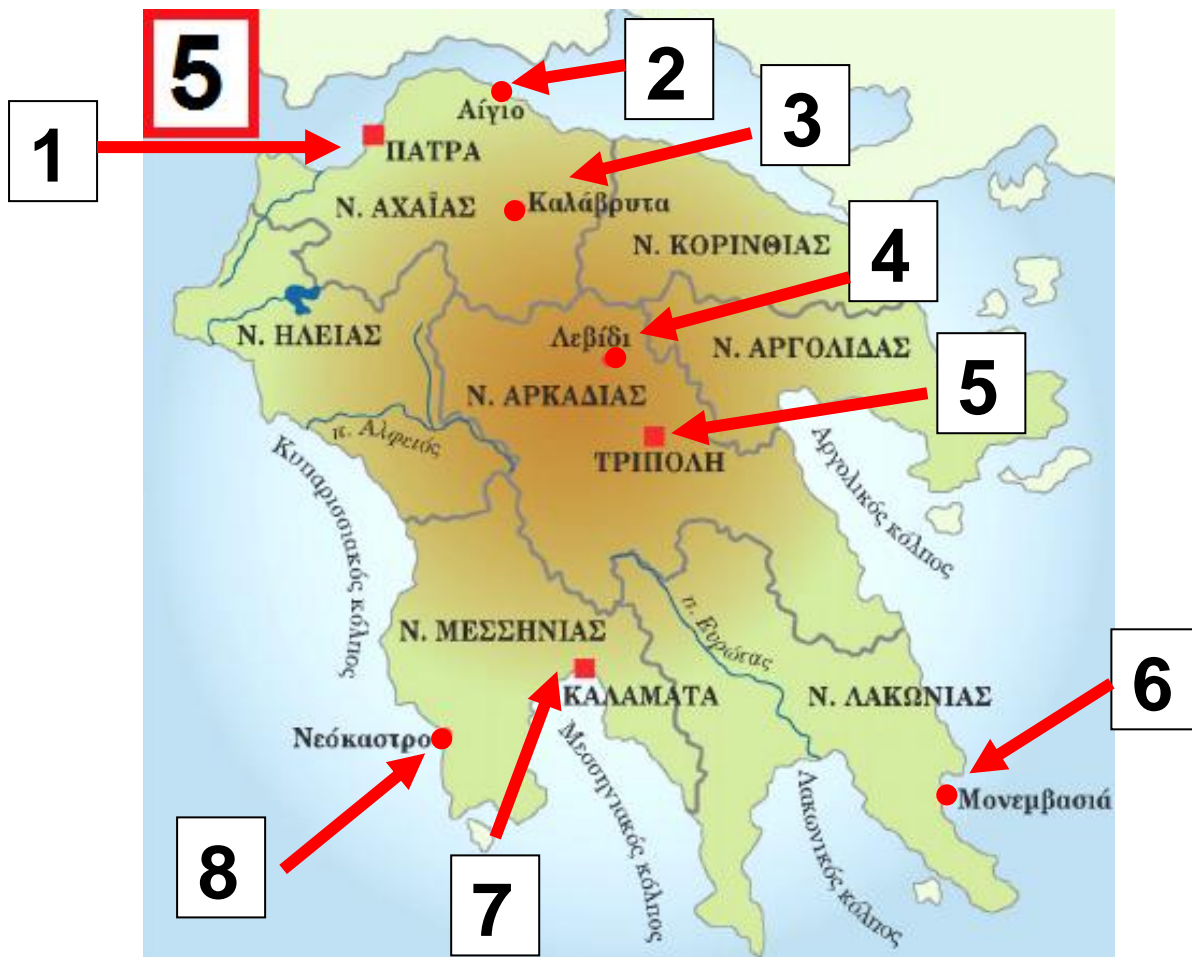 5
2
Αίγιο
3
1
ΠΑΤΡΑ
Ν. ΑΧΑΪΑΣ
Καλάβρυτα
Ν. ΚΟΡΙΝΘΙΑΣ
4
Ν. ΗΛΕΙΑΣ
Λεβίδι
Ν. ΑΡΓΟΛΙΔΑΣ
Ν. ΑΡΚΑΔΙΑΣ
5
π. Αλφειός
ΤΡΙΠΟΛΗ
Κυπαρισσιακός κόλπος
Αργολικός κόλπος
Ν. ΜΕΣΣΗΝΙΑΣ
π. Ευρώτας
6
ΚΑΛΑΜΑΤΑ
Ν. ΛΑΚΩΝΙΑΣ
Νεόκαστρο
Μεσσηνιακός κόλπος
Λακωνικός κόλπος
Μονεμβασιά
8
7